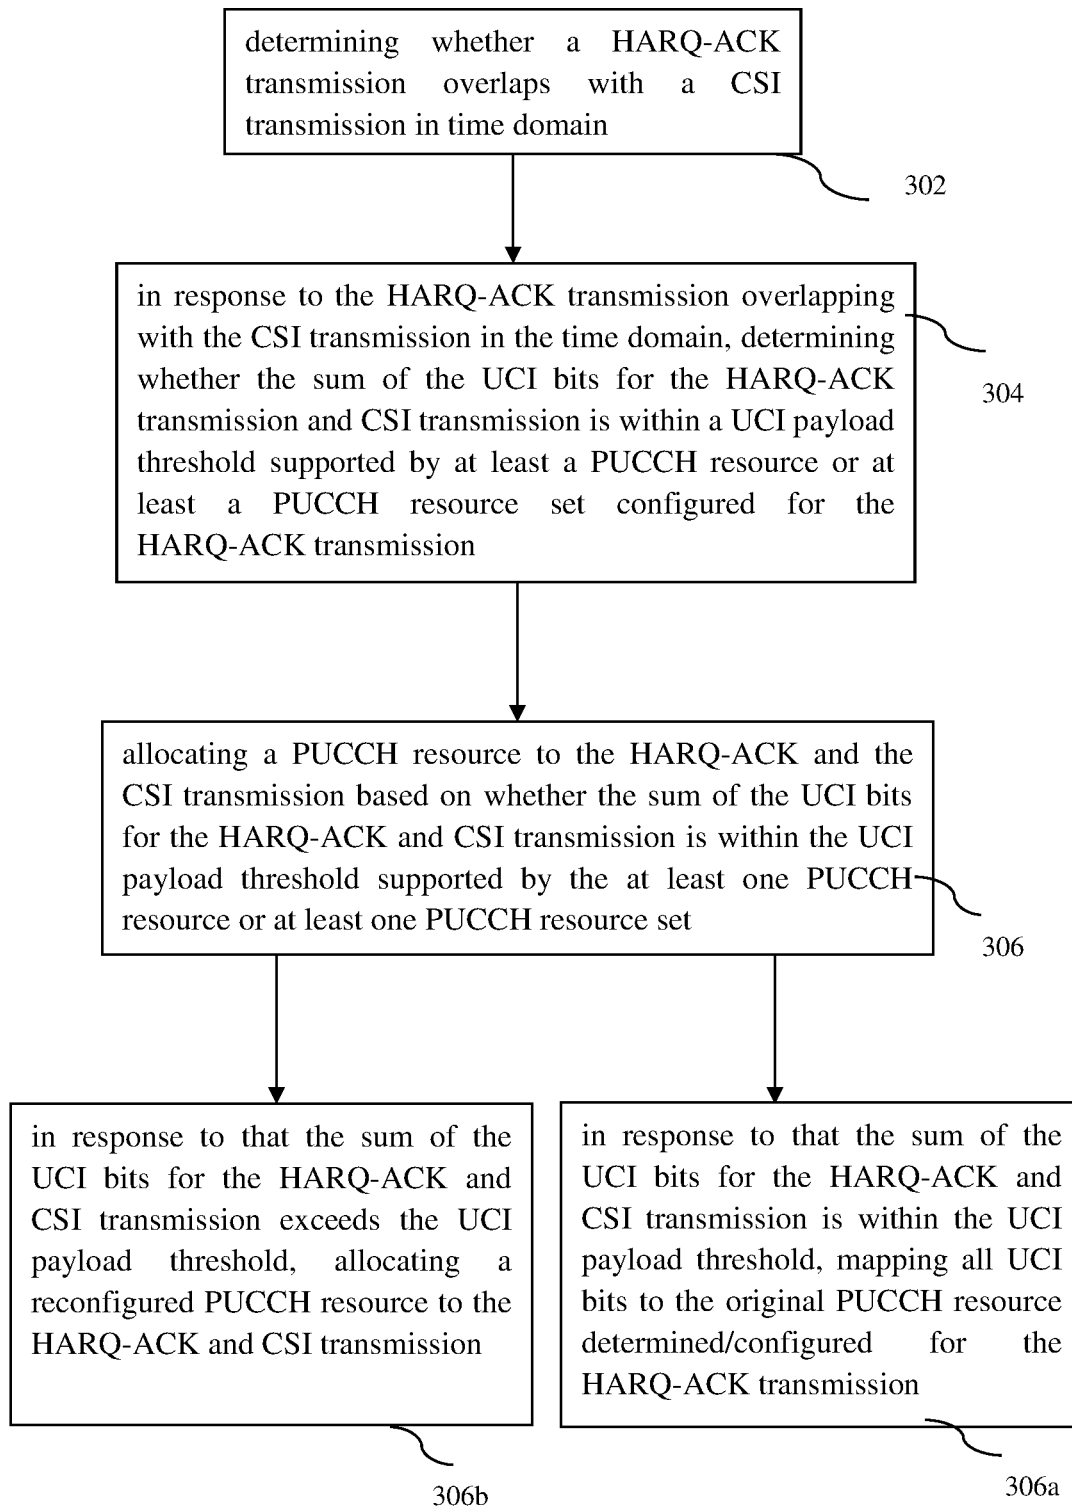 determining whether a HARQ-ACK
transmission overlaps with a CSI
transmission in time domain
302
in response to the HARQ-ACK transmission overlapping
with the CSI transmission in the time domain, determining
whether the sum of the UCI bits for the HARQ-ACK
transmission and CSI transmission is within a UCI payload
threshold supported by at least a PUCCH resource or at
least a PUCCH resource set configured for the
HARQ-ACK transmission
304
allocating a PUCCH resource to the HARQ-ACK and the
CSI transmission based on whether the sum of the UCI bits
for the HARQ-ACK and CSI transmission is within the UCI
payload threshold supported by the at least one PUCCH
resource or at least one PUCCH resource set
306
in response to that the sum of the
UCI bits for the HARQ-ACK and
CSI transmission exceeds the UCI
payload threshold, allocating a
reconfigured PUCCH resource to the
HARQ-ACK and CSI transmission
306b
in response to that the sum of the
UCI bits for the HARQ-ACK and
CSI transmission is within the UCI
payload threshold, mapping all UCI
bits to the original PUCCH resource
determined/configured for the
HARQ-ACK transmission
306a